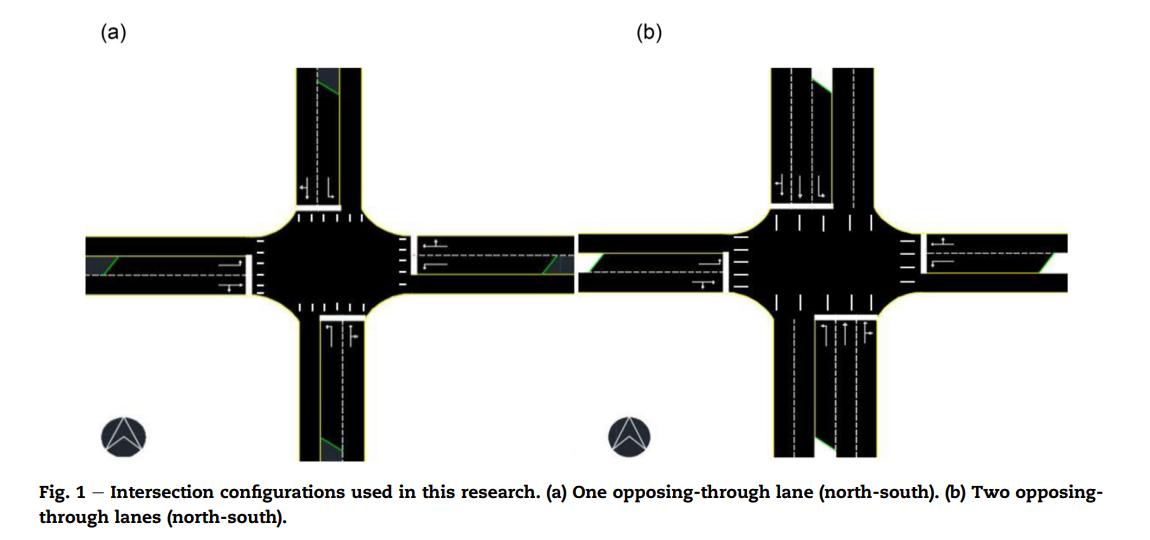 (a)
(b)
Fig. 1 – Intersection configurations used in this research. (a) One opposing-through lane (north-south). (b) Two opposing-
through lanes (north-south).